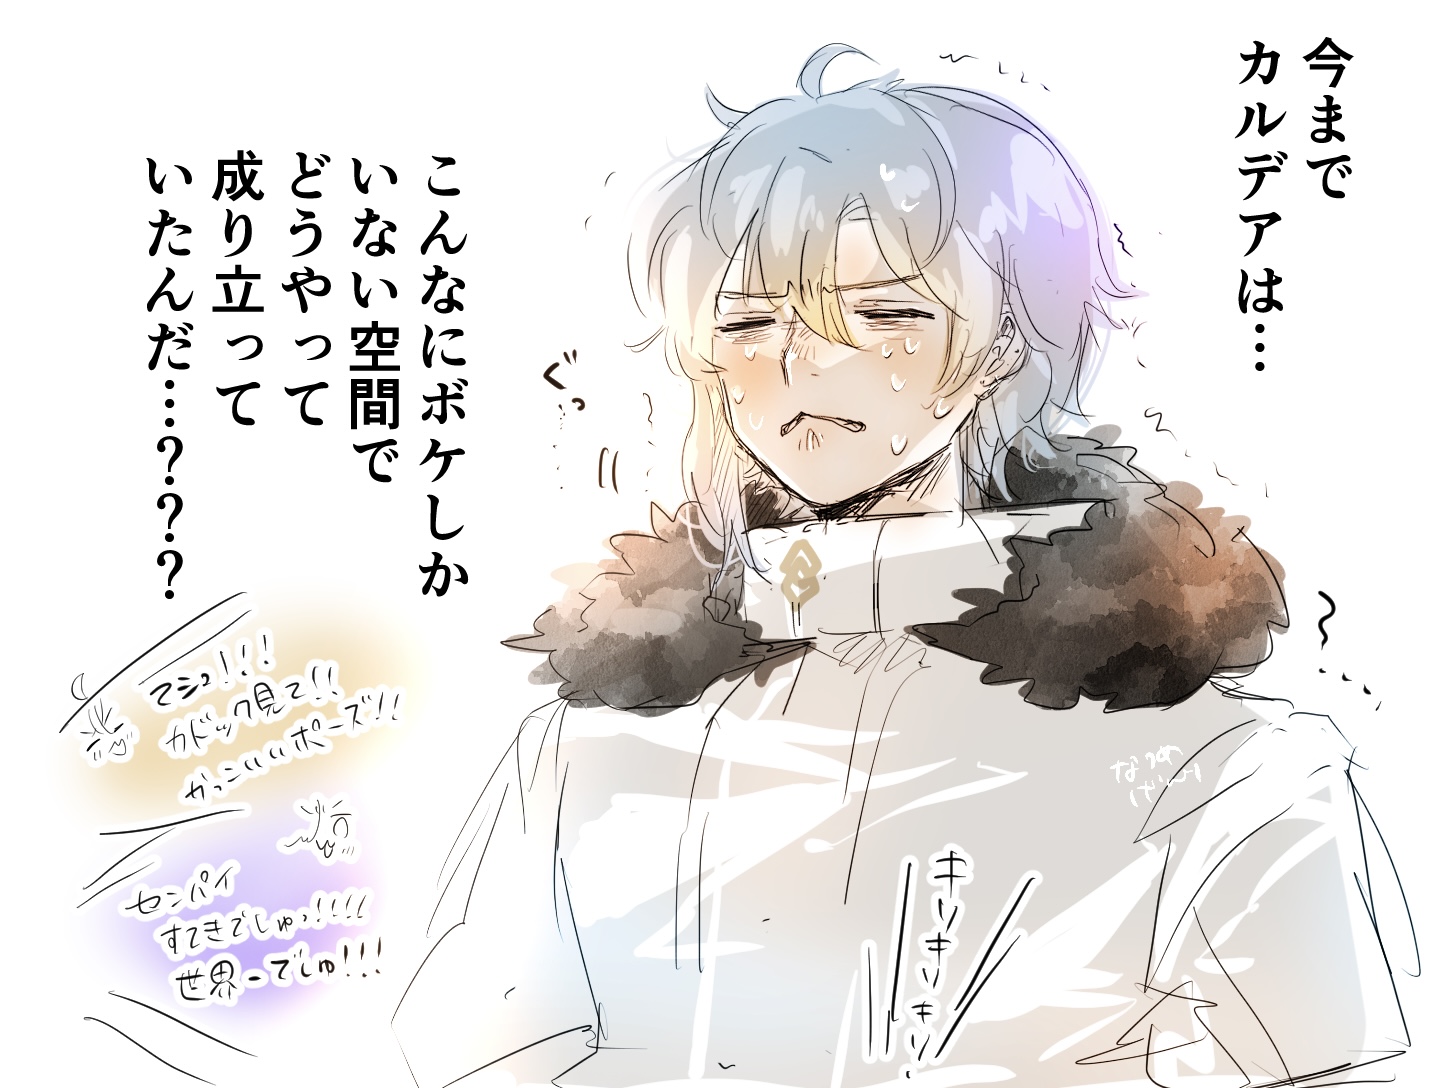 今まで
カルデアは…
こんなにボケしか
いない空間で
どうやって
成り立って
いたんだ…？？？
ぐっ
マシュ!!!
カドック見て!!
かっこいいポーズ!!
センパイ
すてきでしゅっ!!!!
世界一でしゅ!!!
キリキリキリ